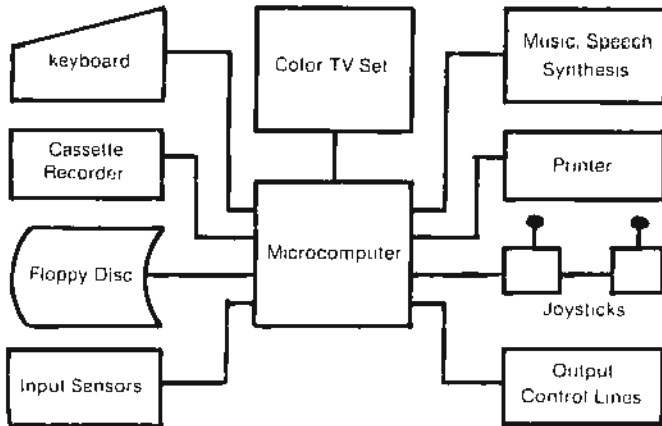 keyboard
Color TV Set
Music, Speech
Synthesis
Cassette
Recorder
Printer
Floppy Disc
Microcomputer
Joysticks
Input Sensors
Output
Control Lines